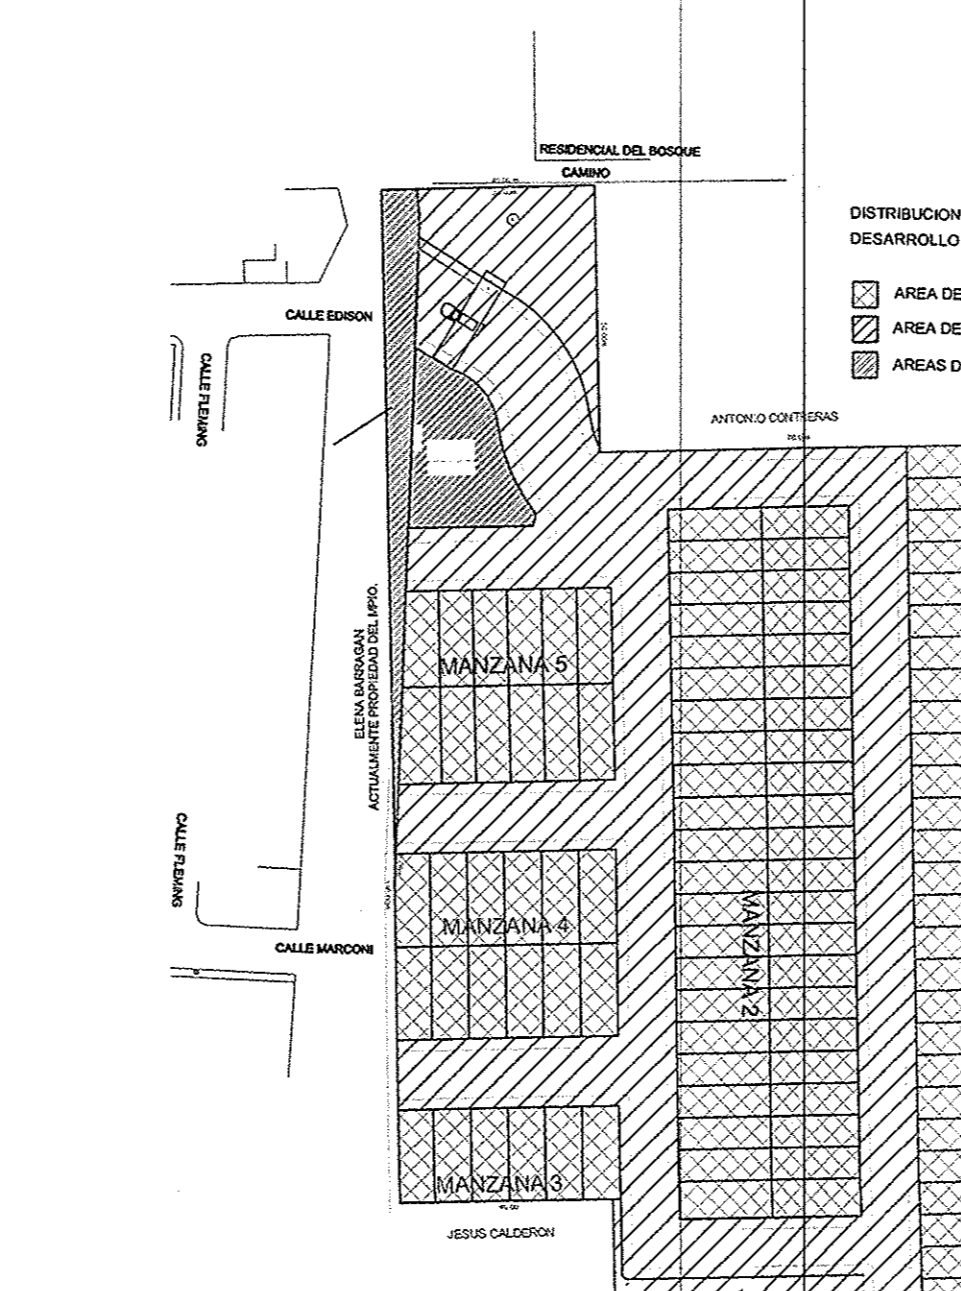 RESIDENCIAL DEL BOSQUE
CAMINO
DISTRIBUCION
DESARROLLO
AREA DE
AREA DE
AREAS D
CALLE EDISON
CALLE FLEMING
ANTONIO CONTRERAS
MANZANA 5
ELENA BARRAGAN
ACTUALMENTE PROPIEDAD DEL MPIO.
CALLE FLEMING
MANZANA 4
MANZANA 2
CALLE MARCONI
MANZANA 3
JESUS CALDERON